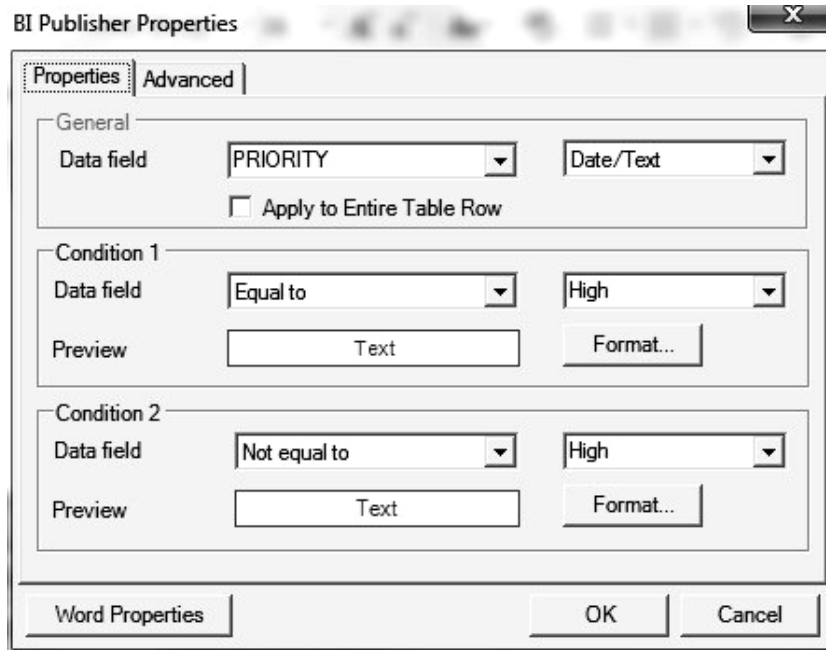 BI Publisher Properties
X
Properties Advanced
General
Data field PRIORITY Date/Text
Apply to Entire Table Row
Condition 1
Data field Equal to High
Preview Text Format...
Condition 2
Data field Not equal to High
Preview Text Format...
Word Properties OK Cancel